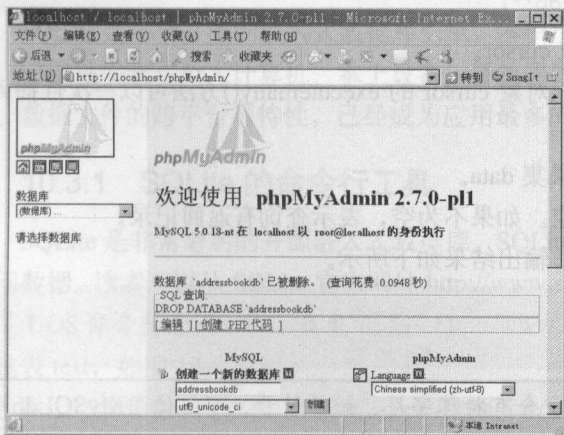 localhost / localhost | phpMyAdmin 2.7.0-pl1 - Microsoft Internet Ex...
文件(F) 编辑(E) 查看(V) 收藏(A) 工具(T) 帮助(H)
后退 搜索 收藏夹
地址(D) http://localhost/phpMyAdmin/ 转到 SnagIt
phpMyAdmin
数据库
(数据库) ...
请选择数据库
phpMyAdmin
欢迎使用 phpMyAdmin 2.7.0-pl1
MySQL 5.0.18-nt 在 localhost 以 root@localhost 的身份执行
数据库 `addressbookdb` 已被删除。 (查询花费 0.0948 秒)
SQL 查询:
DROP DATABASE `addressbookdb`
[ 编辑 ] [ 创建 PHP 代码 ]
MySQL
创建一个新的数据库
addressbookdb
utf8_unicode_ci 创建
phpMyAdmin
Language
Chinese simplified (zh-utf-8)
本地 Intranet